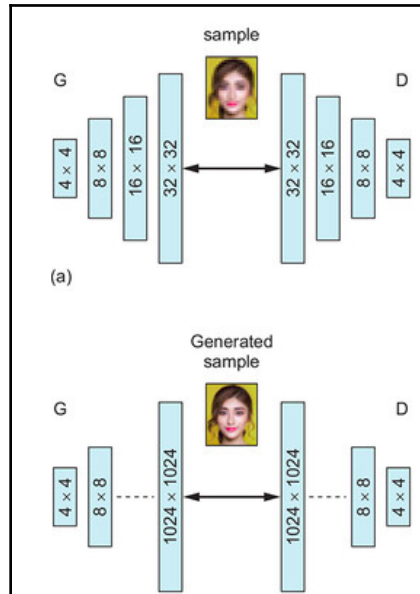 sample
G
D
4 × 4
8 × 8
16 × 16
32 × 32
32 × 32
16 × 16
8 × 8
4 × 4
(a)
Generated
sample
G
D
4 × 4
8 × 8
1024 × 1024
1024 × 1024
8 × 8
4 × 4